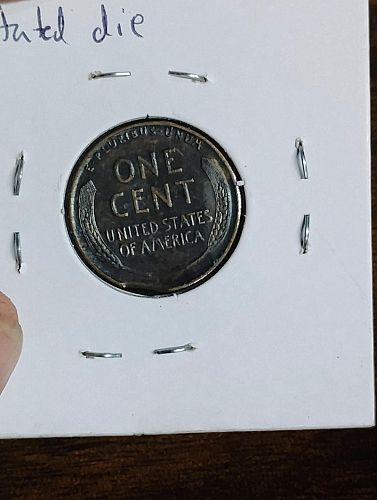 tated die
E·PLURIBUS·UNUM
ONE
CENT
UNITED STATES
OF AMERICA